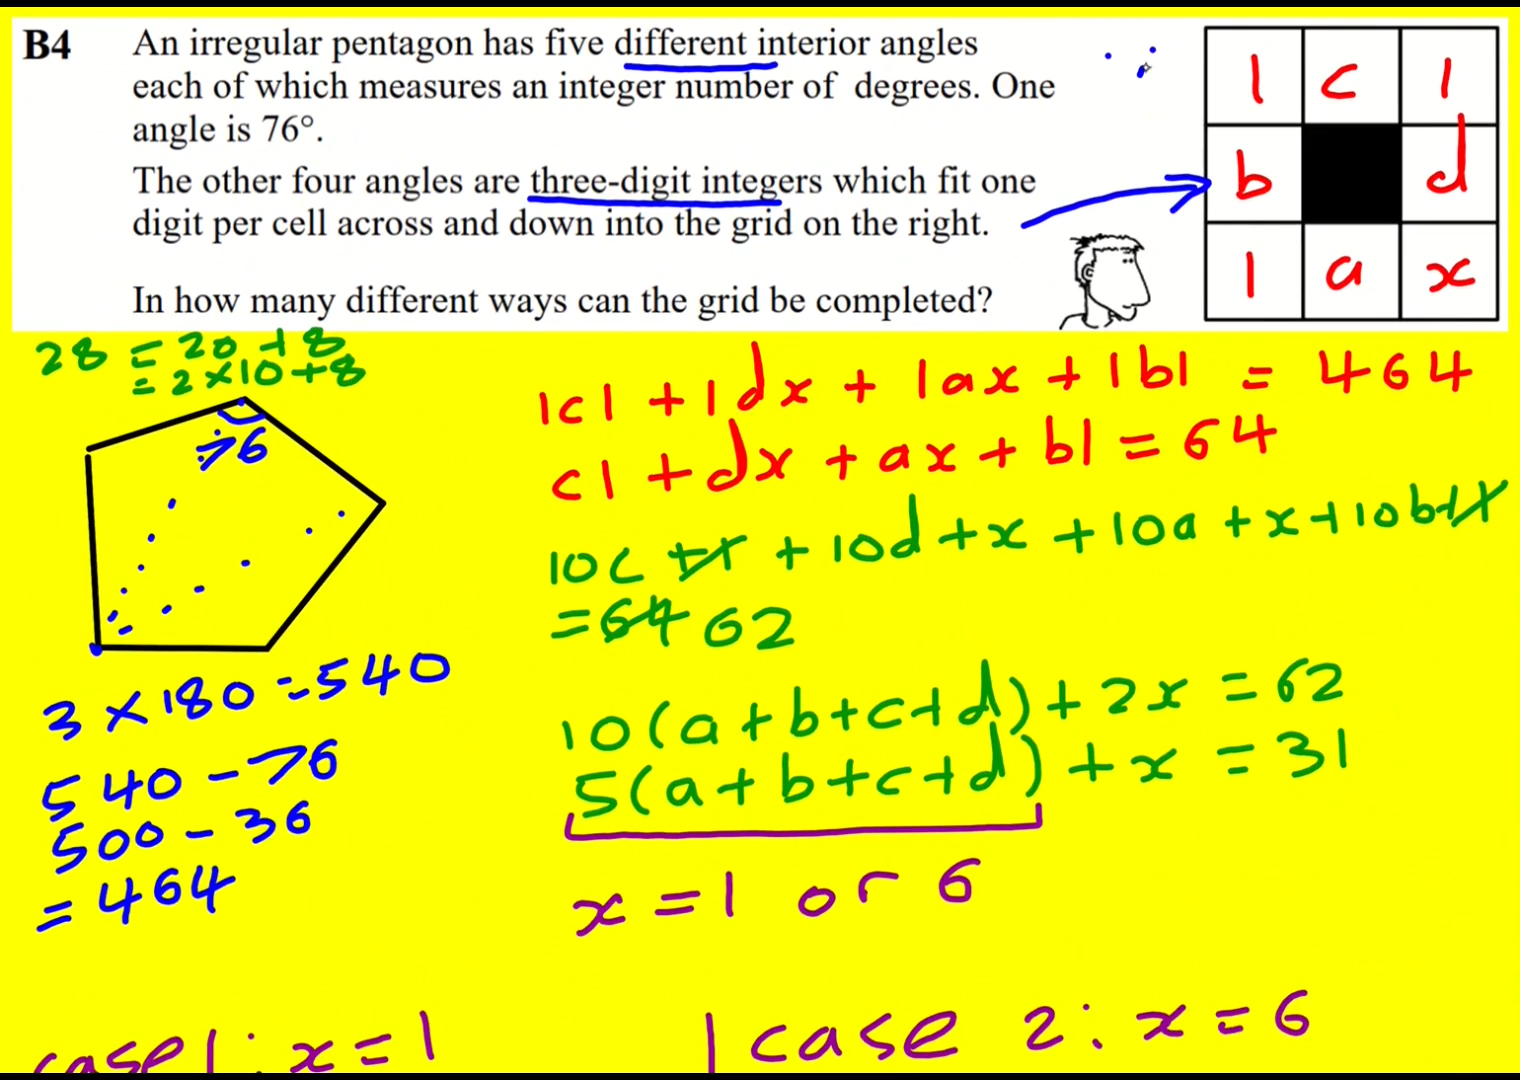 B4 An irregular pentagon has five different interior angles
each of which measures an integer number of degrees. One
angle is 76°.
The other four angles are three-digit integers which fit one
digit per cell across and down into the grid on the right.
In how many different ways can the grid be completed?
1 c 1
b d
1 a x
28 = 20 + 8
= 2×10+8
76
3 × 180 = 540
540 - 76
500 - 36
= 464
1c1 + 1dx + 1ax + 1b1 = 464
c1 + dx + ax + b1 = 64
10c + 1 + 10d + x + 10a + x + 10b + 1
= 64 62
10(a+b+c+d) + 2x = 62
5(a+b+c+d) + x = 31
x = 1 or 6
case 1: x = 1
case 2: x = 6